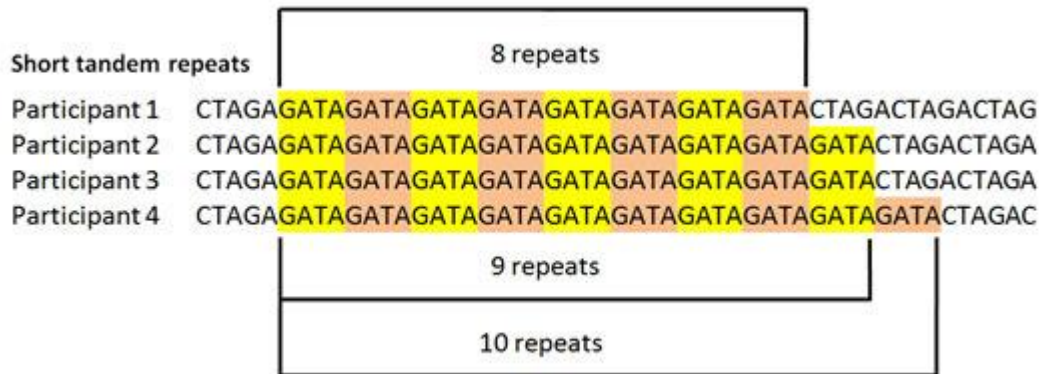 8 repeats
Short tandem repeats
Participant 1 CTAGAGATAGATAGATAGATAGATAGATAGATAGATACTAGACTAGACTAG
Participant 2 CTAGAGATAGATAGATAGATAGATAGATAGATAGATAGATACTAGACTAGA
Participant 3 CTAGAGATAGATAGATAGATAGATAGATAGATAGATAGATACTAGACTAGA
Participant 4 CTAGAGATAGATAGATAGATAGATAGATAGATAGATAGATAGATACTAGAC
9 repeats
10 repeats